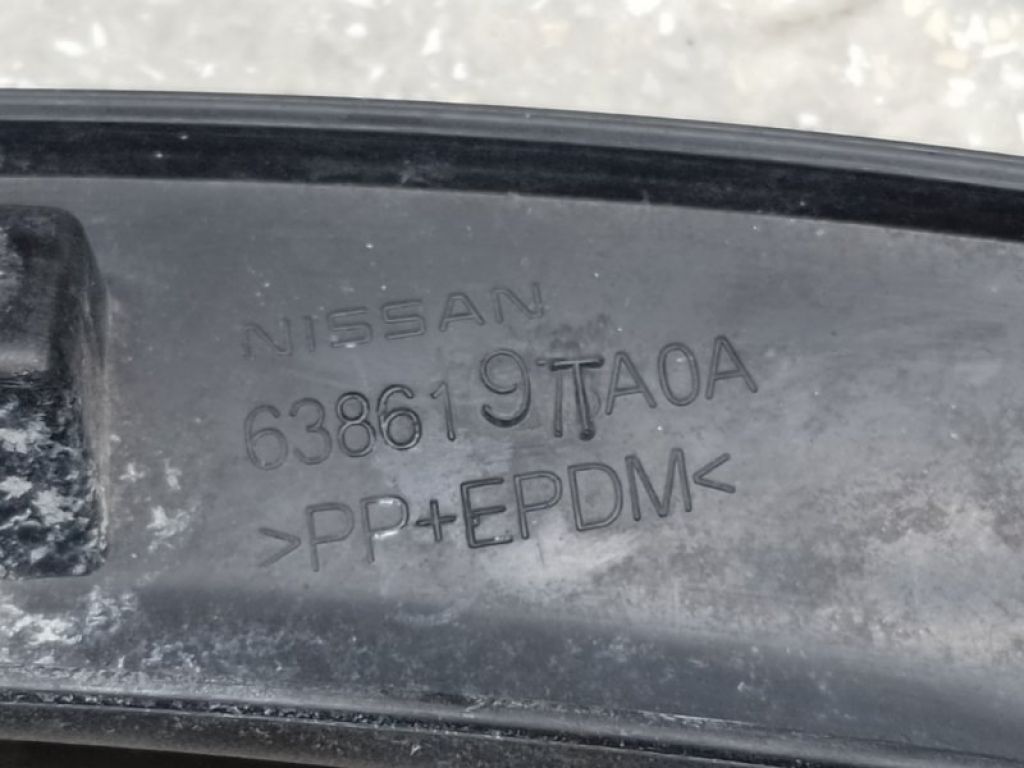 NISSAN
638619TA0A
>PP+EPDM<